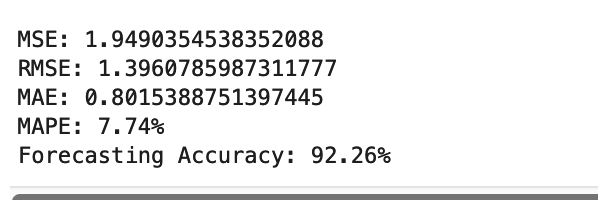 MSE: 1.9490354538352088
RMSE: 1.3960785987311777
MAE: 0.8015388751397445
MAPE: 7.74%
Forecasting Accuracy: 92.26%